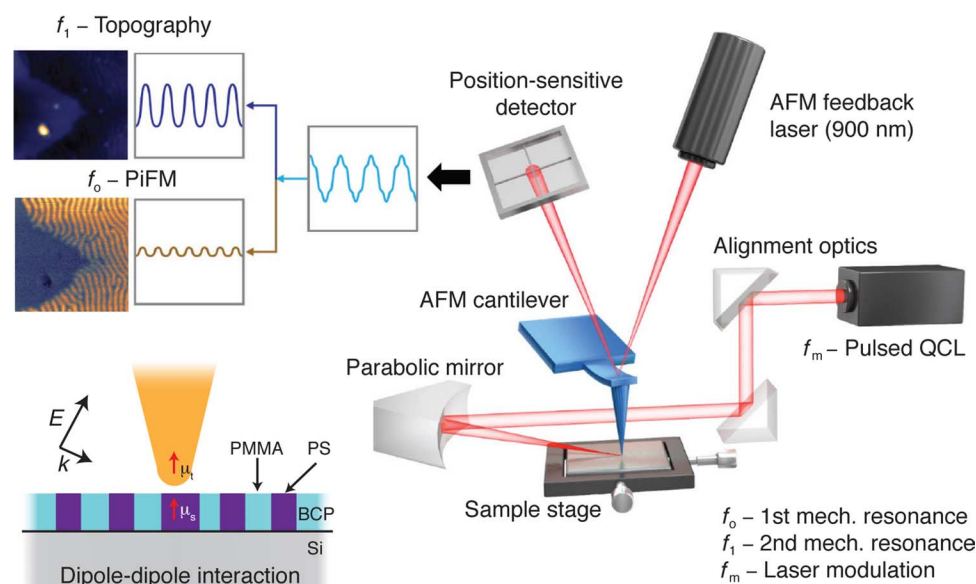 f₁ – Topography
fₒ – PiFM
Position-sensitive
detector
AFM feedback
laser (900 nm)
Alignment optics
AFM cantilever
fₘ – Pulsed QCL
Parabolic mirror
Sample stage
E
k
μₜ
μₛ
PMMA
PS
BCP
Si
Dipole-dipole interaction
fₒ – 1st mech. resonance
f₁ – 2nd mech. resonance
fₘ – Laser modulation